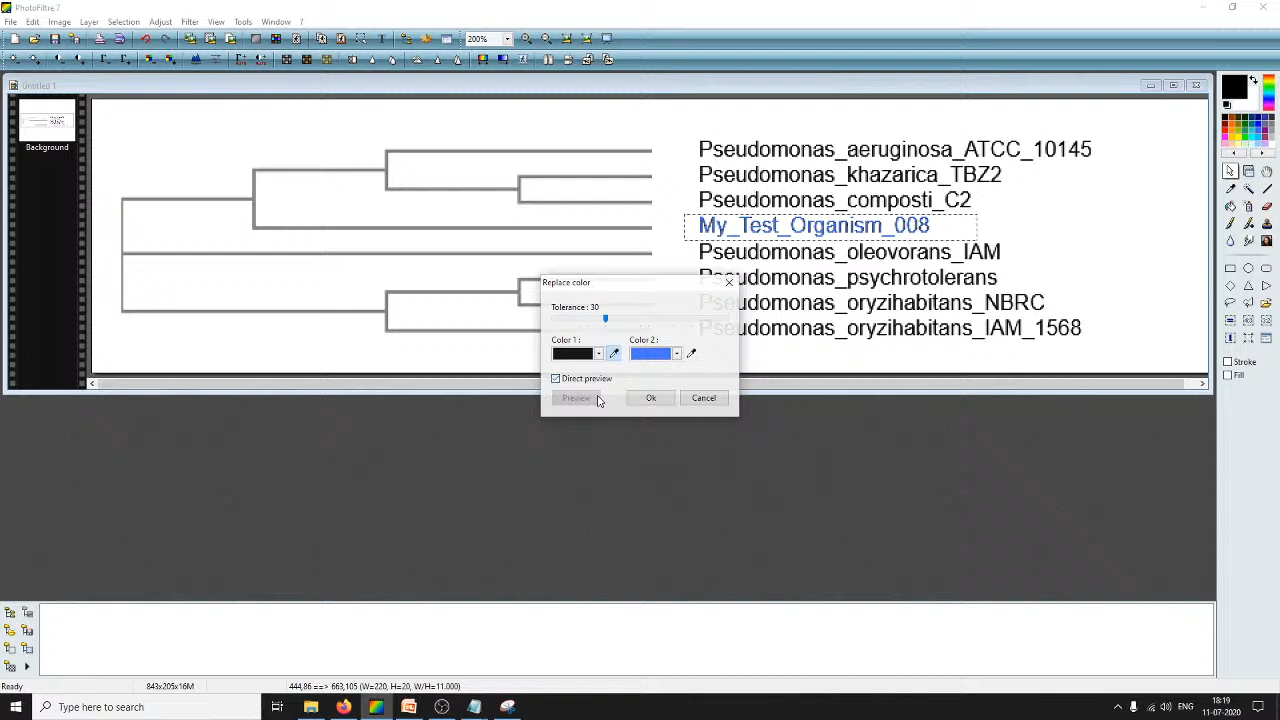 PhotoFiltre 7
File Edit Image Layer Selection Adjust Filter View Tools Window ?
200%
Untitled 1
Background
Pseudomonas_aeruginosa_ATCC_10145
Pseudomonas_khazarica_TBZ2
Pseudomonas_composti_C2
My_Test_Organism_008
Pseudomonas_oleovorans_IAM
Pseudomonas_psychrotolerans
Pseudomonas_oryzihabitans_NBRC
Pseudomonas_oryzihabitans_IAM_1568
Replace color
Tolerance : 30
Color 1 : Color 2 :
Direct preview
Preview Ok Cancel
Stroke
Fill
Ready 843x205x16M 444,86 ==> 663,105 (W=220, H=20, W/H=11.000)
Type here to search
ENG
18:19
11-07-2020